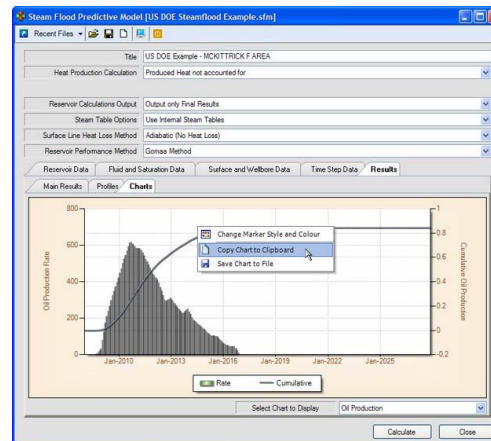 Steam Flood Predictive Model [US DOE Steamflood Example.sfm]
Recent Files
Title US DOE Example - MCKITTRICK F AREA
Heat Production Calculation Produced Heat not accounted for
Reservoir Calculations Output Output only Final Results
Steam Table Options Use Internal Steam Tables
Surface Line Heat Loss Method Adiabatic (No Heat Loss)
Reservoir Performance Method Gomaa Method
Reservoir Data Fluid and Saturation Data Surface and Wellbore Data Time Step Data Results
Main Results Profiles Charts
800 1
Change Marker Style and Colour
0.8
600 Copy Chart to Clipboard
0.6
Save Chart to File
Oil Production Rate
Cumulative Oil Production
400 0.4
0.2
200
0
0 -0.2
Jan-2010 Jan-2013 Jan-2016 Jan-2019 Jan-2022 Jan-2025
Rate Cumulative
Select Chart to Display Oil Production
Calculate Close